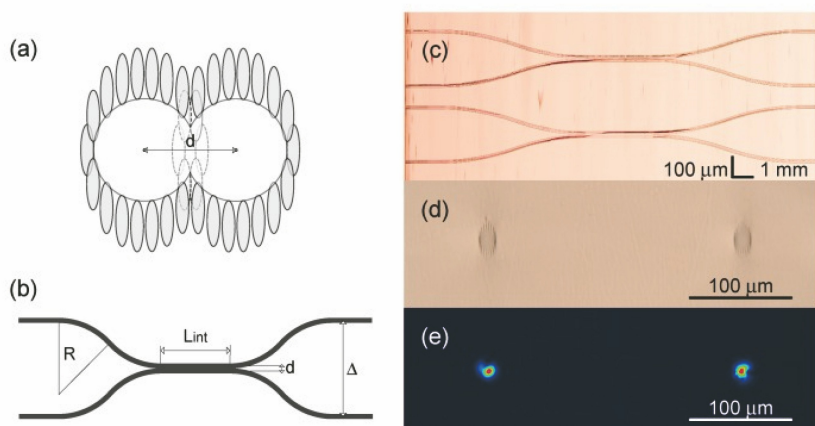 (a)
d
(b)
R
Lint
d
Δ
(c)
100 μm
1 mm
(d)
100 μm
(e)
100 μm